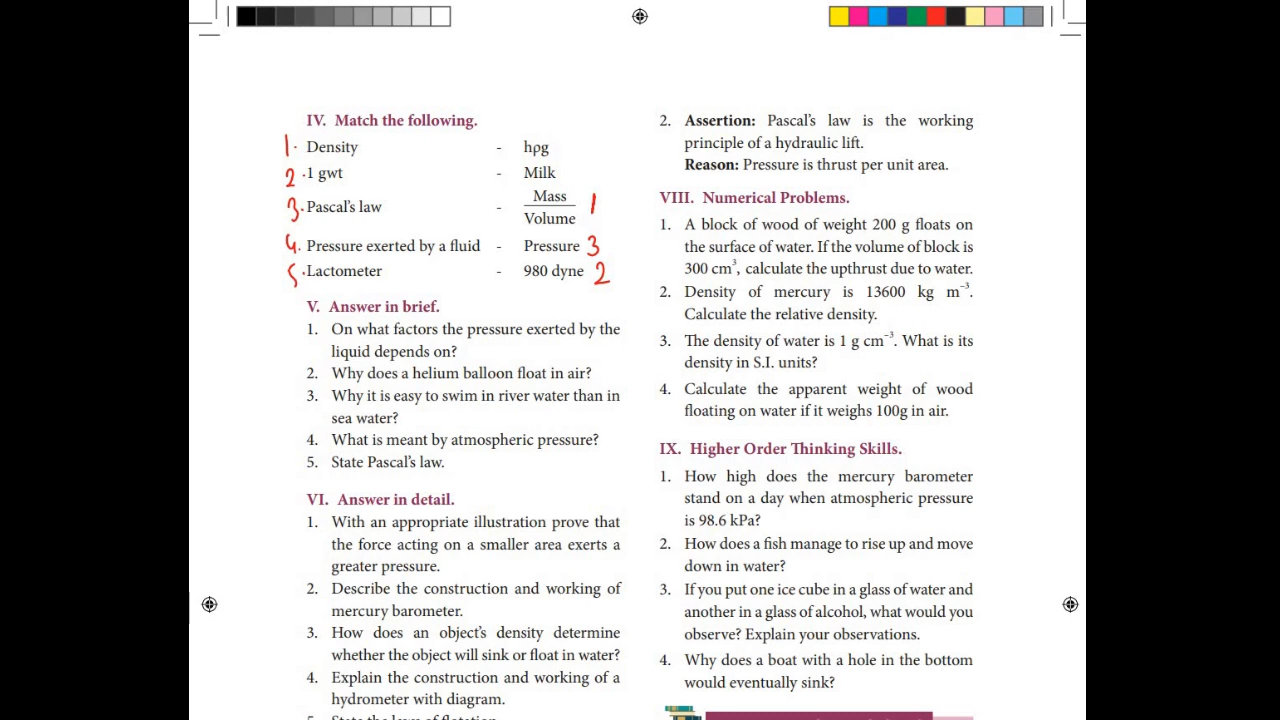 IV. Match the following.
1. Density - hρg
2. 1 gwt - Milk
3. Pascal's law - Mass / Volume 1
4. Pressure exerted by a fluid - Pressure 3
5. Lactometer - 980 dyne 2
V. Answer in brief.
1. On what factors the pressure exerted by the
liquid depends on?
2. Why does a helium balloon float in air?
3. Why it is easy to swim in river water than in
sea water?
4. What is meant by atmospheric pressure?
5. State Pascal's law.
VI. Answer in detail.
1. With an appropriate illustration prove that
the force acting on a smaller area exerts a
greater pressure.
2. Describe the construction and working of
mercury barometer.
3. How does an object's density determine
whether the object will sink or float in water?
4. Explain the construction and working of a
hydrometer with diagram.
5. State the laws of flotation.
2. Assertion: Pascal's law is the working
principle of a hydraulic lift.
Reason: Pressure is thrust per unit area.
VIII. Numerical Problems.
1. A block of wood of weight 200 g floats on
the surface of water. If the volume of block is
300 cm³, calculate the upthrust due to water.
2. Density of mercury is 13600 kg m⁻³.
Calculate the relative density.
3. The density of water is 1 g cm⁻³. What is its
density in S.I. units?
4. Calculate the apparent weight of wood
floating on water if it weighs 100g in air.
IX. Higher Order Thinking Skills.
1. How high does the mercury barometer
stand on a day when atmospheric pressure
is 98.6 kPa?
2. How does a fish manage to rise up and move
down in water?
3. If you put one ice cube in a glass of water and
another in a glass of alcohol, what would you
observe? Explain your observations.
4. Why does a boat with a hole in the bottom
would eventually sink?